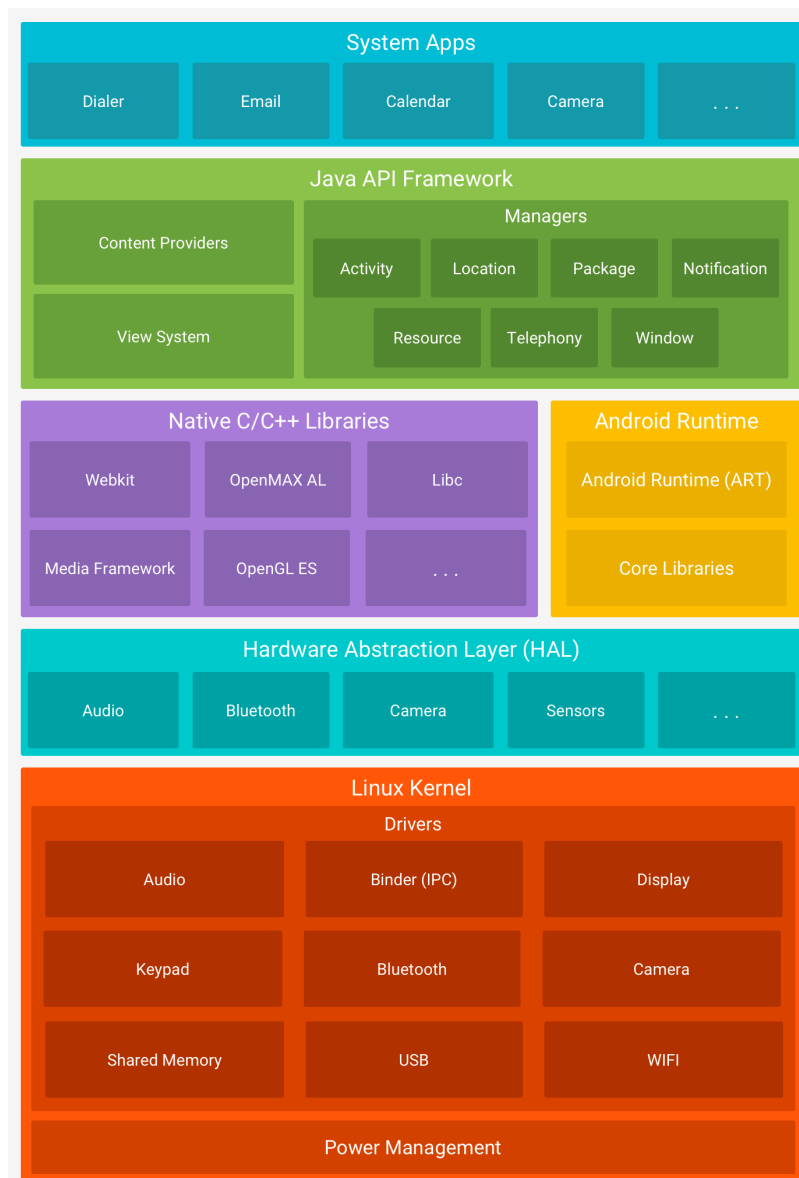 System Apps
Dialer
Email
Calendar
Camera
. . .
Java API Framework
Content Providers
View System
Managers
Activity
Location
Package
Notification
Resource
Telephony
Window
Native C/C++ Libraries
Webkit
OpenMAX AL
Libc
Media Framework
OpenGL ES
. . .
Android Runtime
Android Runtime (ART)
Core Libraries
Hardware Abstraction Layer (HAL)
Audio
Bluetooth
Camera
Sensors
. . .
Linux Kernel
Drivers
Audio
Binder (IPC)
Display
Keypad
Bluetooth
Camera
Shared Memory
USB
WIFI
Power Management